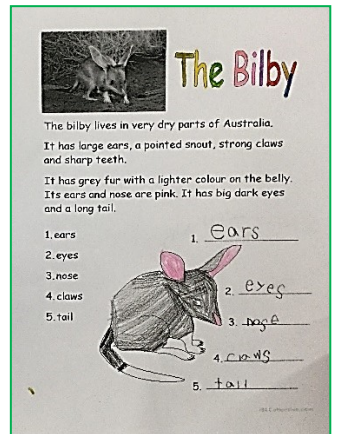 The Bilby
The bilby lives in very dry parts of Australia.
It has large ears, a pointed snout, strong claws
and sharp teeth.
It has grey fur with a lighter colour on the belly.
Its ears and nose are pink. It has big dark eyes
and a long tail.
1. ears
2. eyes
3. nose
4. claws
5. tail
1. ears
2. eyes
3. nose
4. claws
5. tail